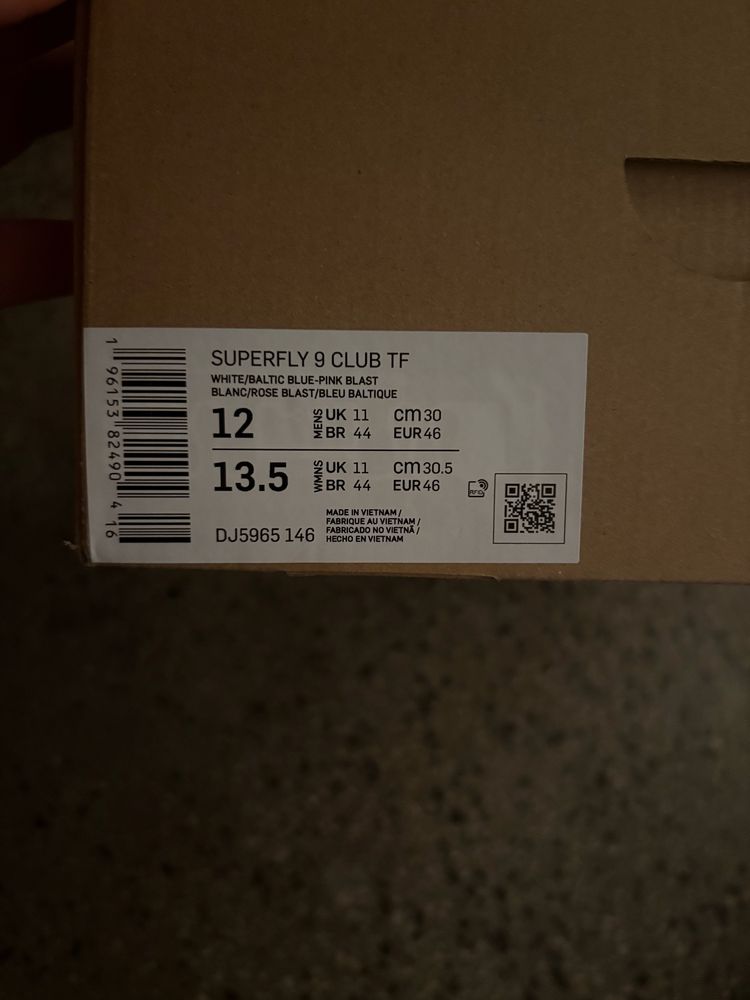 SUPERFLY 9 CLUB TF
WHITE/BALTIC BLUE-PINK BLAST
BLANC/ROSE BLAST/BLEU BALTIQUE
12 MENS UK 11 cm 30
BR 44 EUR 46
13.5 WMNS UK 11 cm 30.5
BR 44 EUR 46
RFID
DJ5965 146
MADE IN VIETNAM /
FABRIQUE AU VIETNAM /
FABRICADO NO VIETNÃ /
HECHO EN VIETNAM
1 96153 82490 4 16